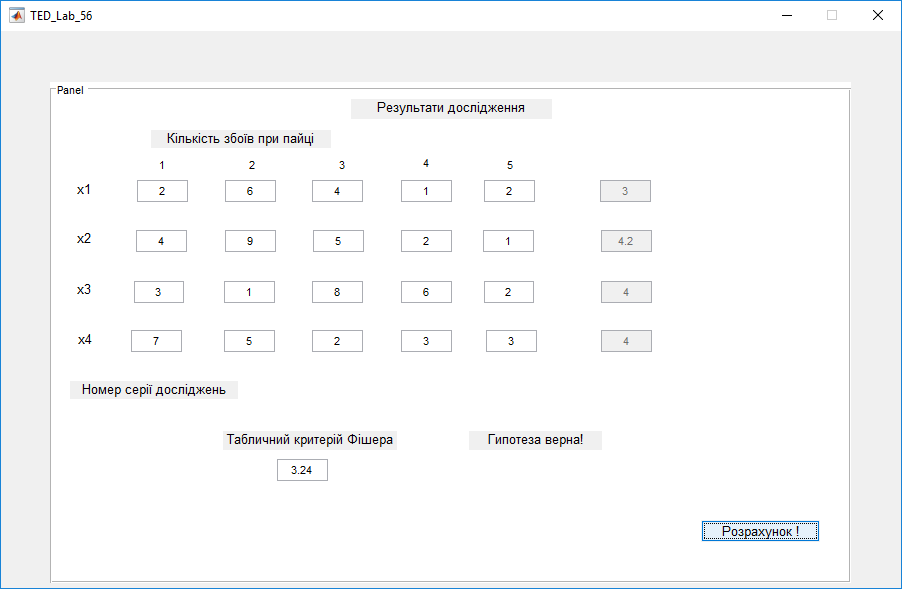 TED_Lab_56
Panel
Результати дослідження
Кількість збоїв при пайці
1 2 3 4 5
x1 2 6 4 1 2 3
x2 4 9 5 2 1 4.2
x3 3 1 8 6 2 4
x4 7 5 2 3 3 4
Номер серії досліджень
Табличний критерій Фішера Гипотеза верна!
3.24
Розрахунок !